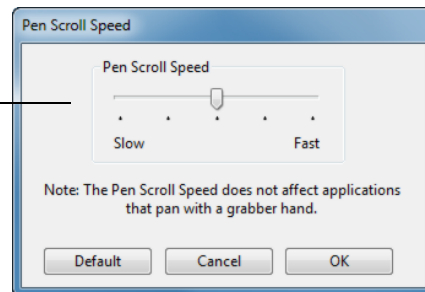 Pen Scroll Speed
Pen Scroll Speed
Slow Fast
Note: The Pen Scroll Speed does not affect applications
that pan with a grabber hand.
Default Cancel OK